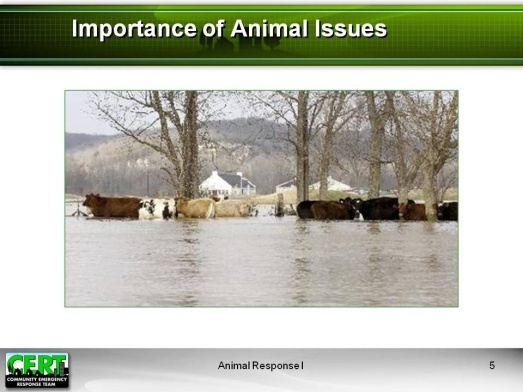 Importance of Animal Issues
CERT
COMMUNITY EMERGENCY
RESPONSE TEAM
Animal Response I
5